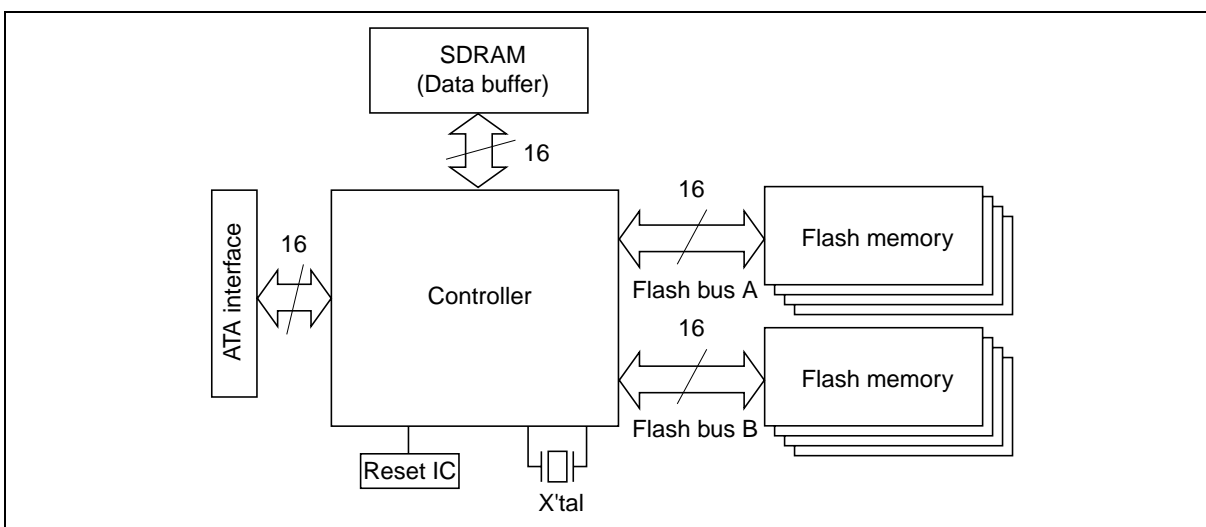 SDRAM
(Data buffer)
16
16
ATA interface
Controller
16
Flash bus A
Flash memory
16
Flash bus B
Flash memory
Reset IC
X'tal